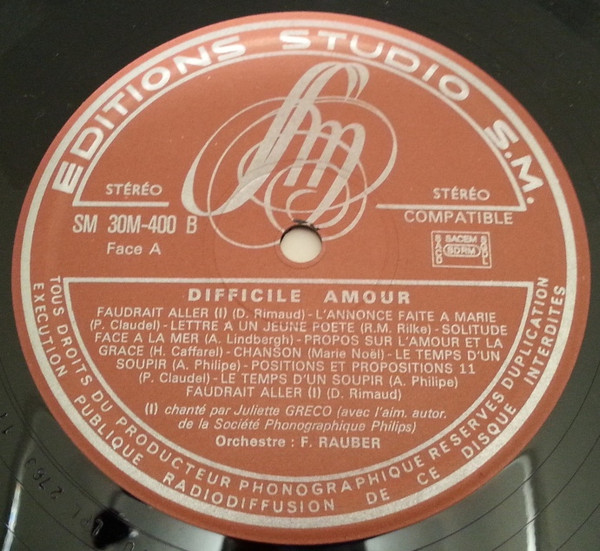 EDITIONS STUDIO S.M.
Sm
STÉRÉO
SM 30M-400 B
Face A
STÉRÉO
COMPATIBLE
SACEM
SACD
SDRM
SGDL
DIFFICILE AMOUR
FAUDRAIT ALLER (I) (D. Rimaud) - L'ANNONCE FAITE A MARIE
(P. Claudel) - LETTRE A UN JEUNE POETE (R.M. Rilke) - SOLITUDE
FACE A LA MER (A. Lindbergh) - PROPOS SUR L'AMOUR ET LA
GRACE (H. Caffarel) - CHANSON (Marie Noël) - LE TEMPS D'UN
SOUPIR (A. Philipe) - POSITIONS ET PROPOSITIONS 11
(P. Claudel) - LE TEMPS D'UN SOUPIR (A. Philipe)
FAUDRAIT ALLER (I) (D. Rimaud)
(I) chanté par Juliette GRECO (avec l'aim. autor.
de la Société Phonographique Philips)
Orchestre : F. RAUBER
TOUS DROITS DU PRODUCTEUR PHONOGRAPHIQUE RESERVES DUPLICATION
EXECUTION PUBLIQUE RADIODIFFUSION DE CE DISQUE INTERDITES